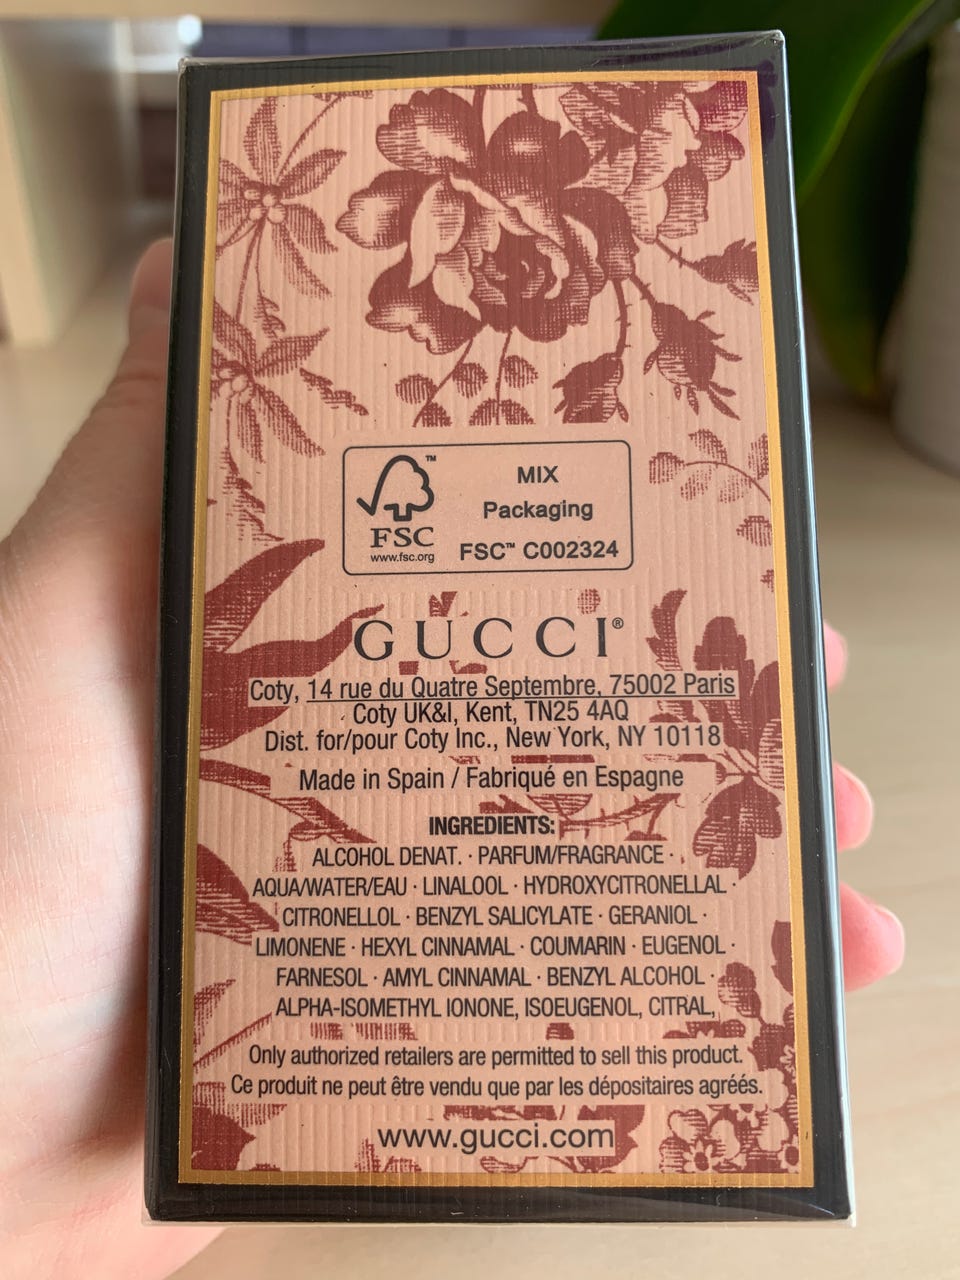 MIX
Packaging
FSC™ C002324
™
FSC
www.fsc.org
GUCCI®
Coty, 14 rue du Quatre Septembre, 75002 Paris
Coty UK&I, Kent, TN25 4AQ
Dist. for/pour Coty Inc., New York, NY 10118
Made in Spain / Fabriqué en Espagne
INGREDIENTS:
ALCOHOL DENAT. · PARFUM/FRAGRANCE ·
AQUA/WATER/EAU · LINALOOL · HYDROXYCITRONELLAL ·
CITRONELLOL · BENZYL SALICYLATE · GERANIOL ·
LIMONENE · HEXYL CINNAMAL · COUMARIN · EUGENOL ·
FARNESOL · AMYL CINNAMAL · BENZYL ALCOHOL ·
ALPHA-ISOMETHYL IONONE, ISOEUGENOL, CITRAL,
Only authorized retailers are permitted to sell this product.
Ce produit ne peut être vendu que par les dépositaires agréés.
www.gucci.com